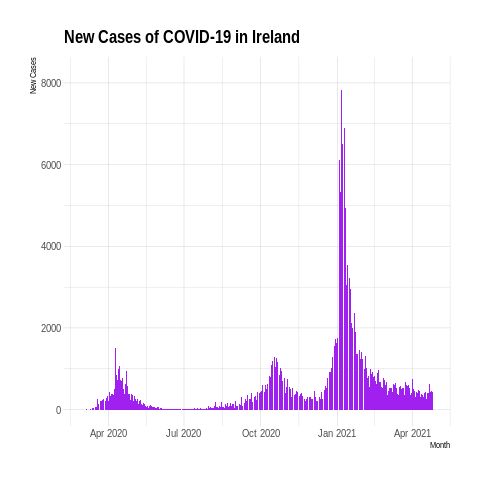 New Cases of COVID-19 in Ireland
New Cases
8000
6000
4000
2000
0
Apr 2020
Jul 2020
Oct 2020
Jan 2021
Apr 2021
Month